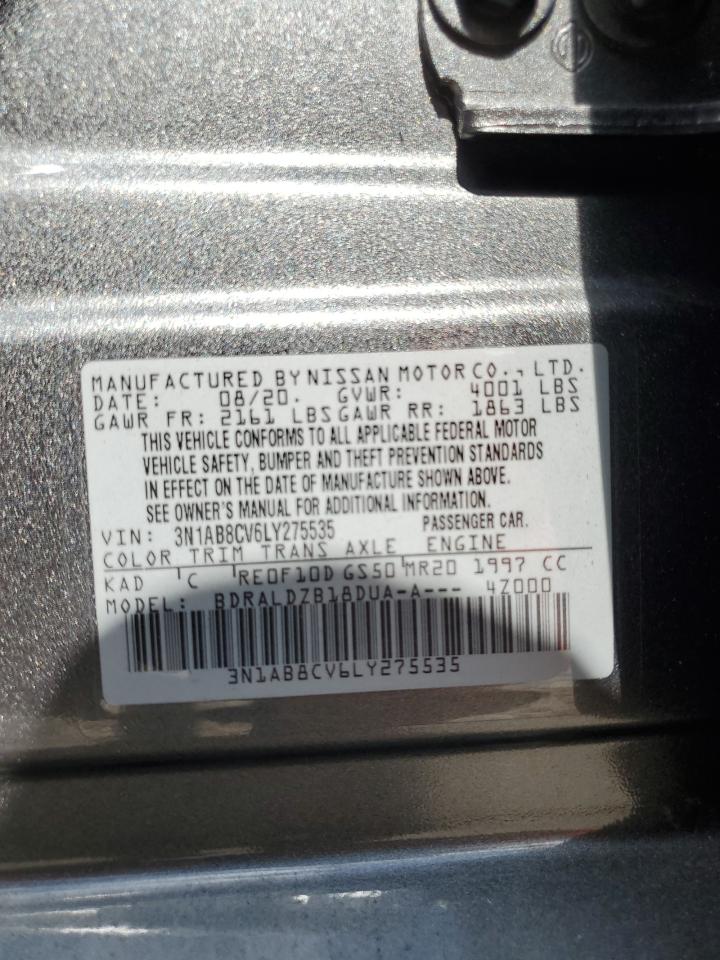 MANUFACTURED BY NISSAN MOTOR CO., LTD.
DATE: 08/20. GVWR: 4001 LBS
GAWR FR: 2161 LBS GAWR RR: 1863 LBS
THIS VEHICLE CONFORMS TO ALL APPLICABLE FEDERAL MOTOR
VEHICLE SAFETY, BUMPER AND THEFT PREVENTION STANDARDS
IN EFFECT ON THE DATE OF MANUFACTURE SHOWN ABOVE.
SEE OWNER'S MANUAL FOR ADDITIONAL INFORMATION.
VIN: 3N1AB8CV6LY275535 PASSENGER CAR.
COLOR TRIM TRANS AXLE ENGINE
KAD C RE0F10D GS50 MR20 1997 CC
MODEL: BDRALDZB18DUA-A--- 4Z000
3N1AB8CV6LY275535